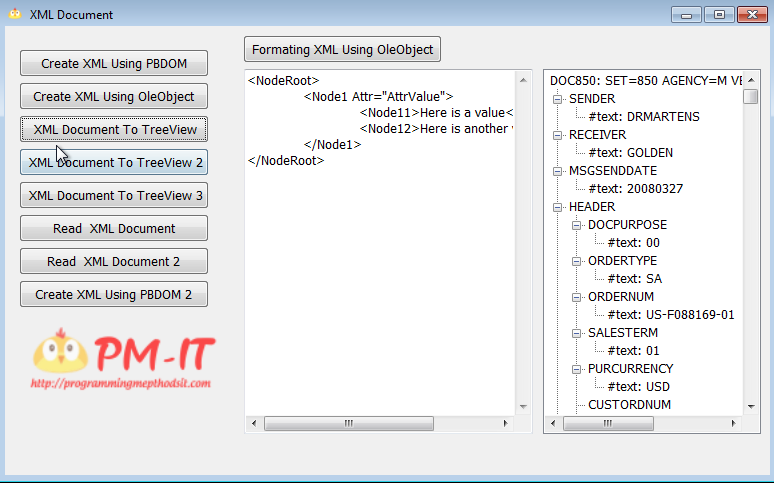 XML Document
Create XML Using PBDOM
Create XML Using OleObject
XML Document To TreeView
XML Document To TreeView 2
XML Document To TreeView 3
Read  XML Document
Read  XML Document 2
Create XML Using PBDOM 2
PM-IT
http://programmingmepthodsit.com/
Formating XML Using OleObject
<NodeRoot>
<Node1 Attr="AttrValue">
<Node11>Here is a value<
<Node12>Here is another
</Node1>
</NodeRoot>
DOC850: SET=850 AGENCY=M VE
SENDER
#text: DRMARTENS
RECEIVER
#text: GOLDEN
MSGSENDDATE
#text: 20080327
HEADER
DOCPURPOSE
#text: 00
ORDERTYPE
#text: SA
ORDERNUM
#text: US-F088169-01
SALESTERM
#text: 01
PURCURRENCY
#text: USD
CUSTORDNUM